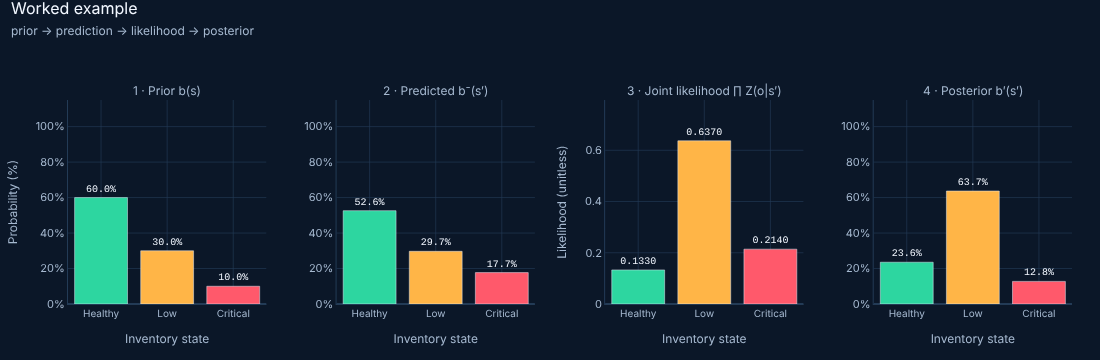 Worked example
prior → prediction → likelihood → posterior
1 · Prior b(s)
Probability (%)
100%
80%
60%
40%
20%
0%
60.0%
30.0%
10.0%
Healthy
Low
Critical
Inventory state
2 · Predicted b⁻(s′)
100%
80%
60%
40%
20%
0%
52.6%
29.7%
17.7%
Healthy
Low
Critical
Inventory state
3 · Joint likelihood ∏ Z(o|s′)
Likelihood (unitless)
0.6
0.4
0.2
0
0.1330
0.6370
0.2140
Healthy
Low
Critical
Inventory state
4 · Posterior b′(s′)
100%
80%
60%
40%
20%
0%
23.6%
63.7%
12.8%
Healthy
Low
Critical
Inventory state